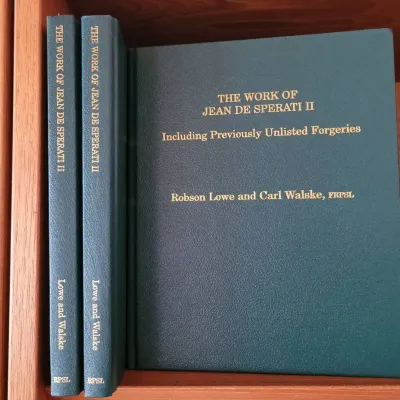 THE WORK OF JEAN DE SPERATI II
Lowe and Walske
RPSL
THE WORK OF JEAN DE SPERATI II
Lowe and Walske
RPSL
THE WORK OF
JEAN DE SPERATI II
Including Previously Unlisted Forgeries
Robson Lowe and Carl Walske, FRPSL